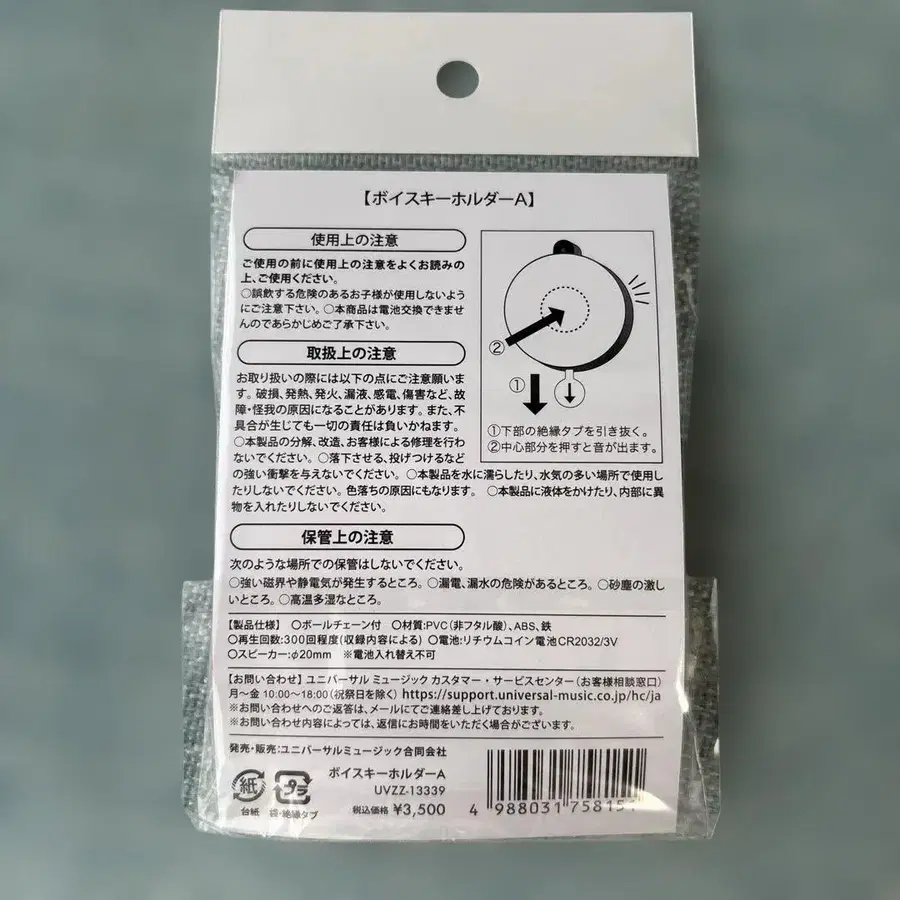 【ボイスキーホルダーA】
使用上の注意
ご使用の前に使用上の注意をよくお読みの
上、ご使用ください。
○誤飲する危険のあるお子様が使用しないよう
にご注意下さい。○本商品は電池交換できませ
んのであらかじめご了承下さい。
取扱上の注意
お取り扱いの際には以下の点にご注意願いま
す。破損、発熱、発火、漏液、感電、傷害など、故
障・怪我の原因になることがあります。また、不
具合が生じても一切の責任は負いかねます。
○本製品の分解、改造、お客様による修理を行わ
ないでください。○落下させる、投げつけるなど
の強い衝撃を与えないでください。○本製品を水に濡らしたり、水気の多い場所で使用し
たりしないでください。色落ちの原因にもなります。 ○本製品に液体をかけたり、内部に異
物を入れたりしないでください。
②
①
①下部の絶縁タブを引き抜く。
②中心部分を押すと音が出ます。
保管上の注意
次のような場所での保管はしないでください。
○強い磁界や静電気が発生するところ。○漏電、漏水の危険があるところ。○砂塵の激し
いところ。○高温多湿なところ。
【製品仕様】 ○ボールチェーン付 ○材質:PVC(非フタル酸)、ABS、鉄
○再生回数:300回程度(収録内容による) ○電池:リチウムコイン電池CR2032/3V
○スピーカー:φ20mm ※電池入れ替え不可
【お問い合わせ】ユニバーサル ミュージック カスタマー・サービスセンター(お客様相談窓口)
月〜金 10:00〜18:00(祝祭日を除く) https://support.universal-music.co.jp/hc/ja
※お問い合わせへのご返答は、メールにてご連絡差し上げております。
※お問い合わせ内容によっては、返信にお時間をいただく場合がございます。
発売・販売:ユニバーサルミュージック合同会社
紙
台紙
プラ
袋・絶縁タブ
ボイスキーホルダーA
UVZZ-13339
税込価格 ¥3,500
4 988031 75815